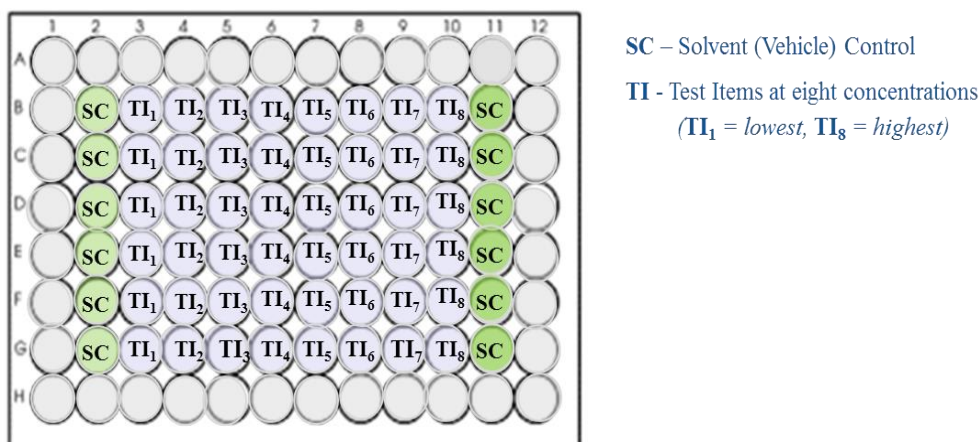 1 2 3 4 5 6 7 8 9 10 11 12
A
B SC TI₁ TI₂ TI₃ TI₄ TI₅ TI₆ TI₇ TI₈ SC
C SC TI₁ TI₂ TI₃ TI₄ TI₅ TI₆ TI₇ TI₈ SC
D SC TI₁ TI₂ TI₃ TI₄ TI₅ TI₆ TI₇ TI₈ SC
E SC TI₁ TI₂ TI₃ TI₄ TI₅ TI₆ TI₇ TI₈ SC
F SC TI₁ TI₂ TI₃ TI₄ TI₅ TI₆ TI₇ TI₈ SC
G SC TI₁ TI₂ TI₃ TI₄ TI₅ TI₆ TI₇ TI₈ SC
H
SC – Solvent (Vehicle) Control
TI - Test Items at eight concentrations
(TI₁ = lowest, TI₈ = highest)